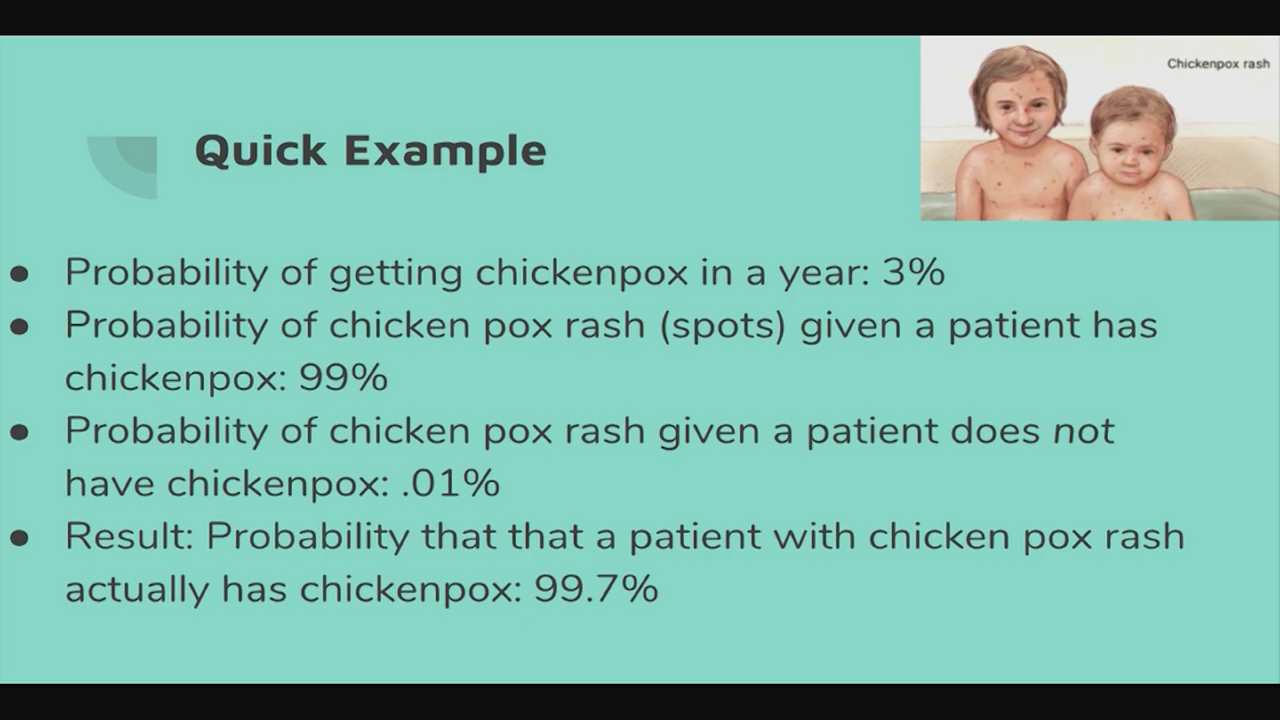 Chickenpox rash
Quick Example
● Probability of getting chickenpox in a year: 3%
● Probability of chicken pox rash (spots) given a patient has
chickenpox: 99%
● Probability of chicken pox rash given a patient does not
have chickenpox: .01%
● Result: Probability that that a patient with chicken pox rash
actually has chickenpox: 99.7%